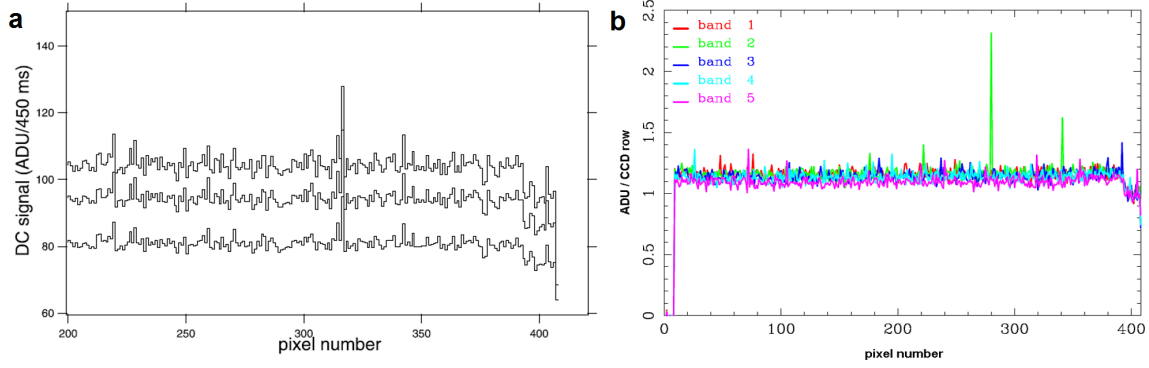 a
DC signal (ADU/450 ms)
140
120
100
80
60
200
250
300
350
400
pixel number
b
ADU / CCD row
2.5
2
1.5
1
0.5
0
band 1
band 2
band 3
band 4
band 5
0
100
200
300
400
pixel number